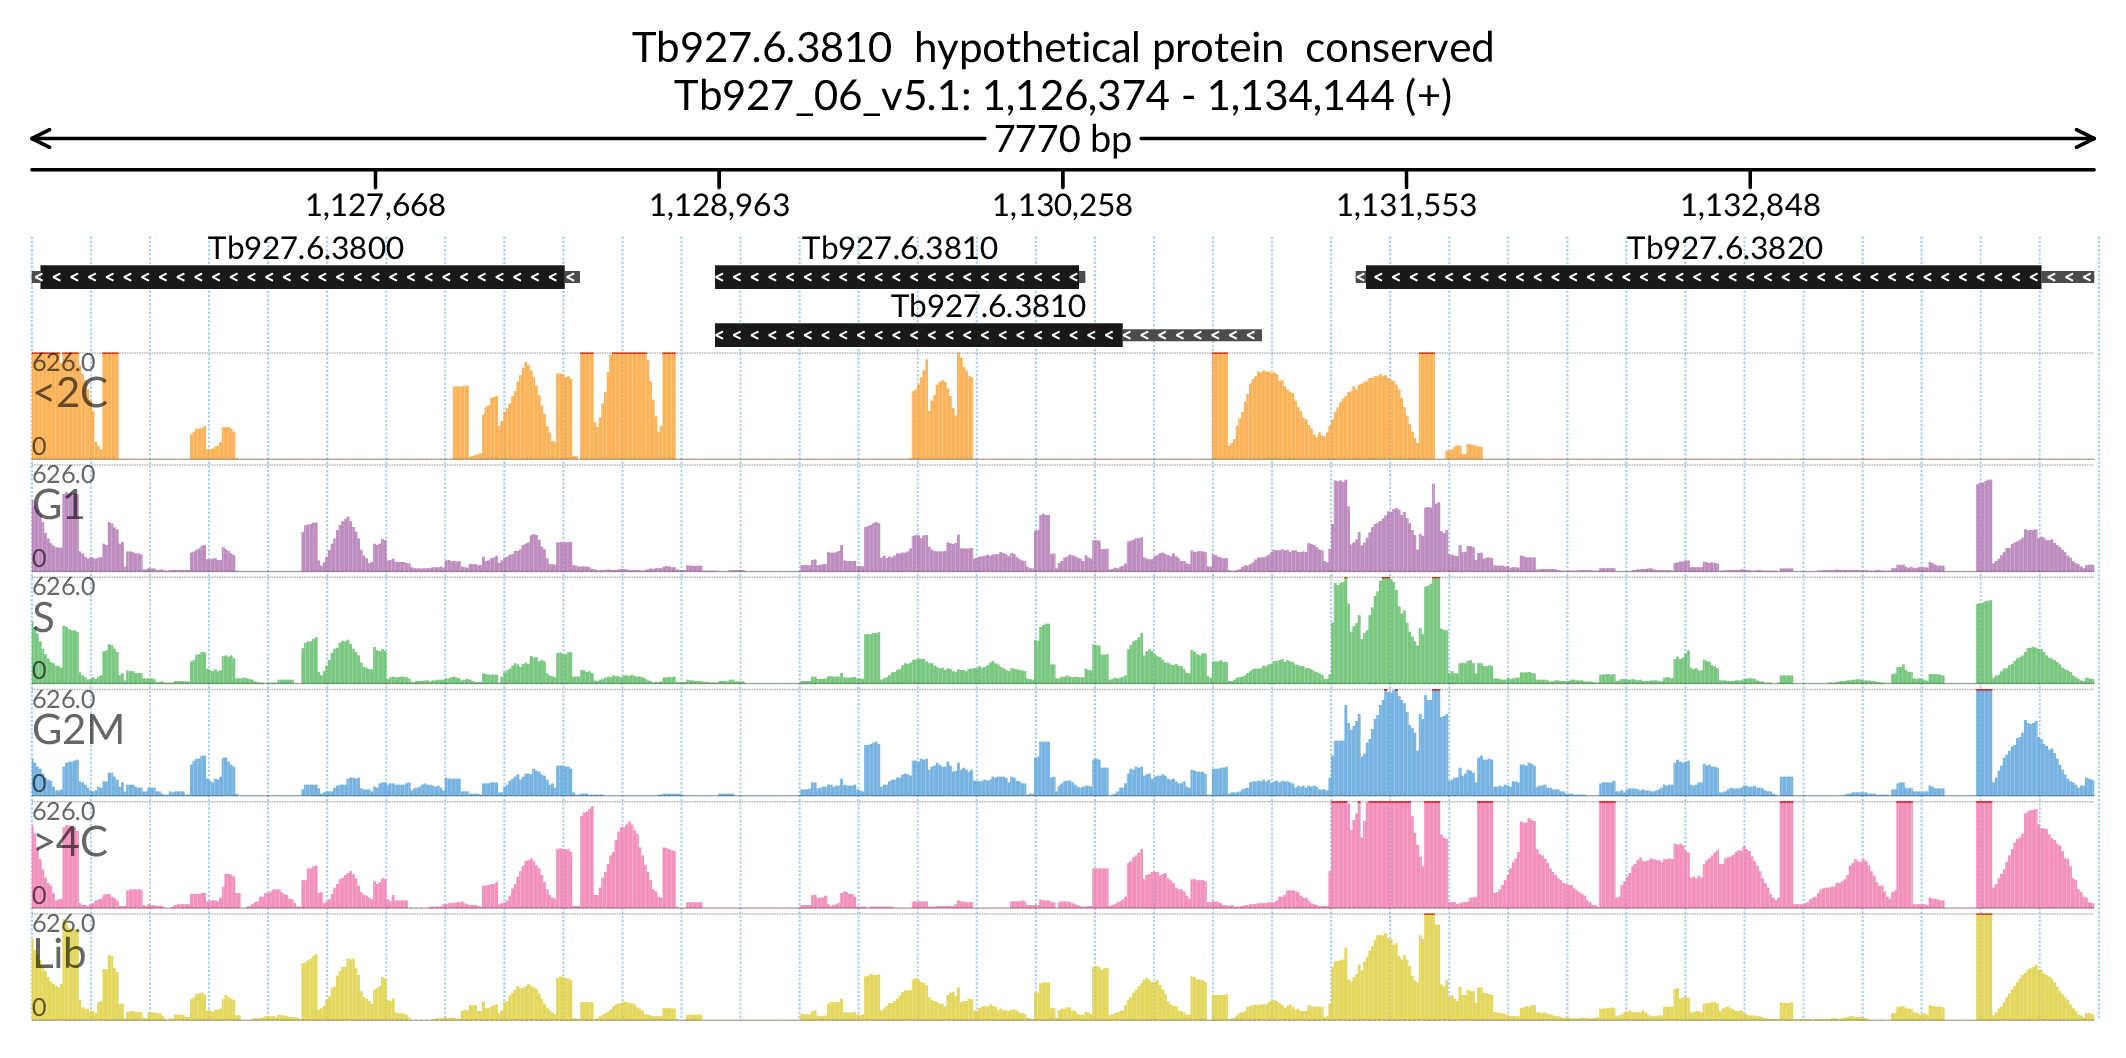 Tb927.6.3810 hypothetical protein conserved
Tb927_06_v5.1: 1,126,374 - 1,134,144 (+)
7770 bp
1,127,668 1,128,963 1,130,258 1,131,553 1,132,848
Tb927.6.3800 Tb927.6.3810 Tb927.6.3820
Tb927.6.3810
626.0
<2C
0
626.0
G1
0
626.0
S
0
626.0
G2M
0
626.0
>4C
0
626.0
Lib
0